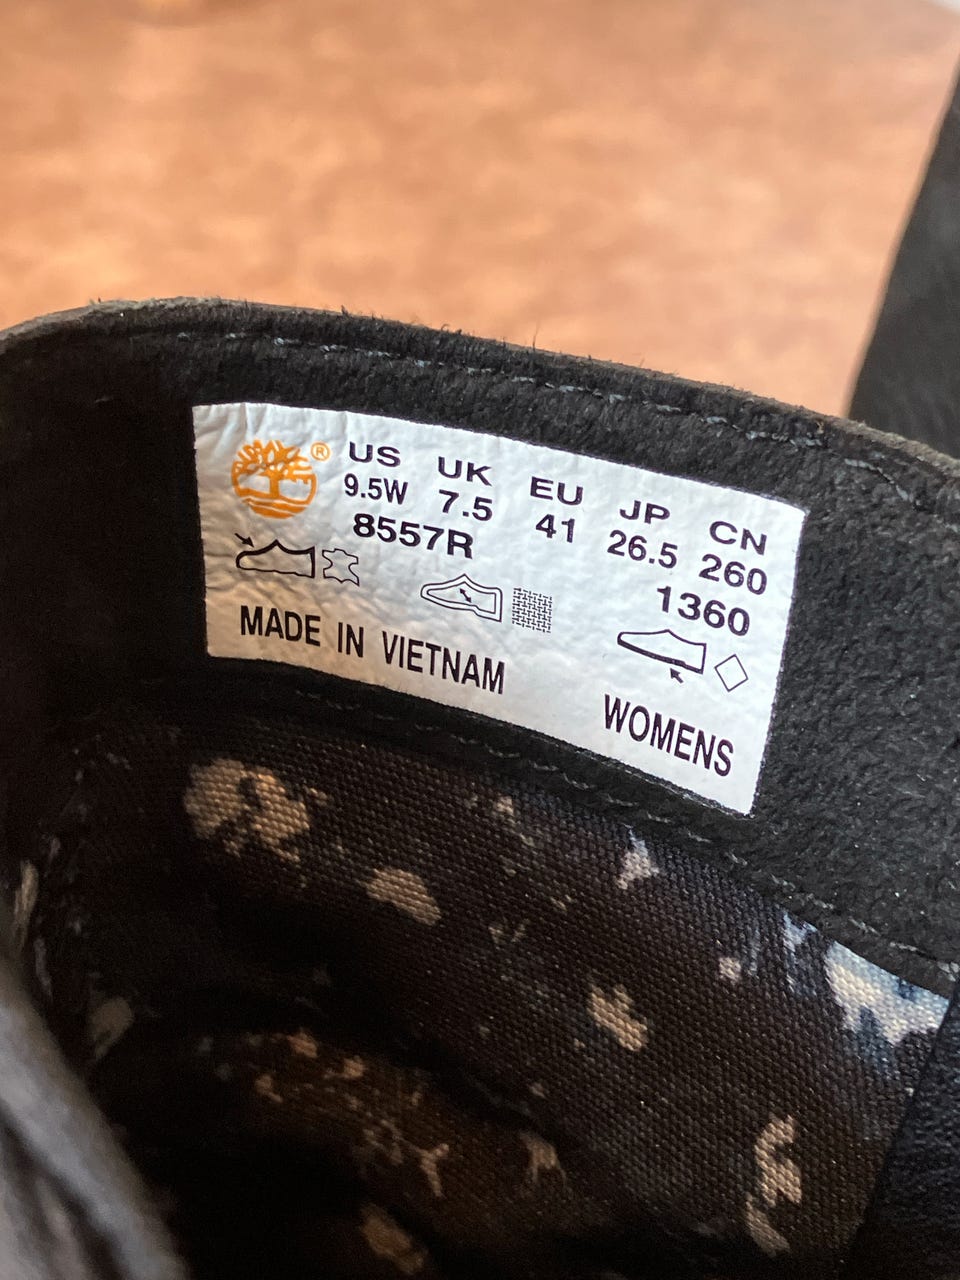 ® US UK EU JP CN
9.5W 7.5 41 26.5 260
8557R 1360
MADE IN VIETNAM WOMENS